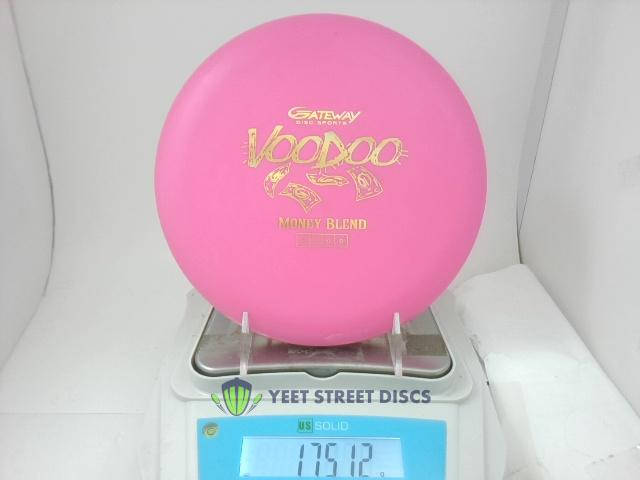 GATEWAY
DISC SPORTS
VOODOO
MONEY BLEND
YEET STREET DISCS
US SOLID
175.12 g